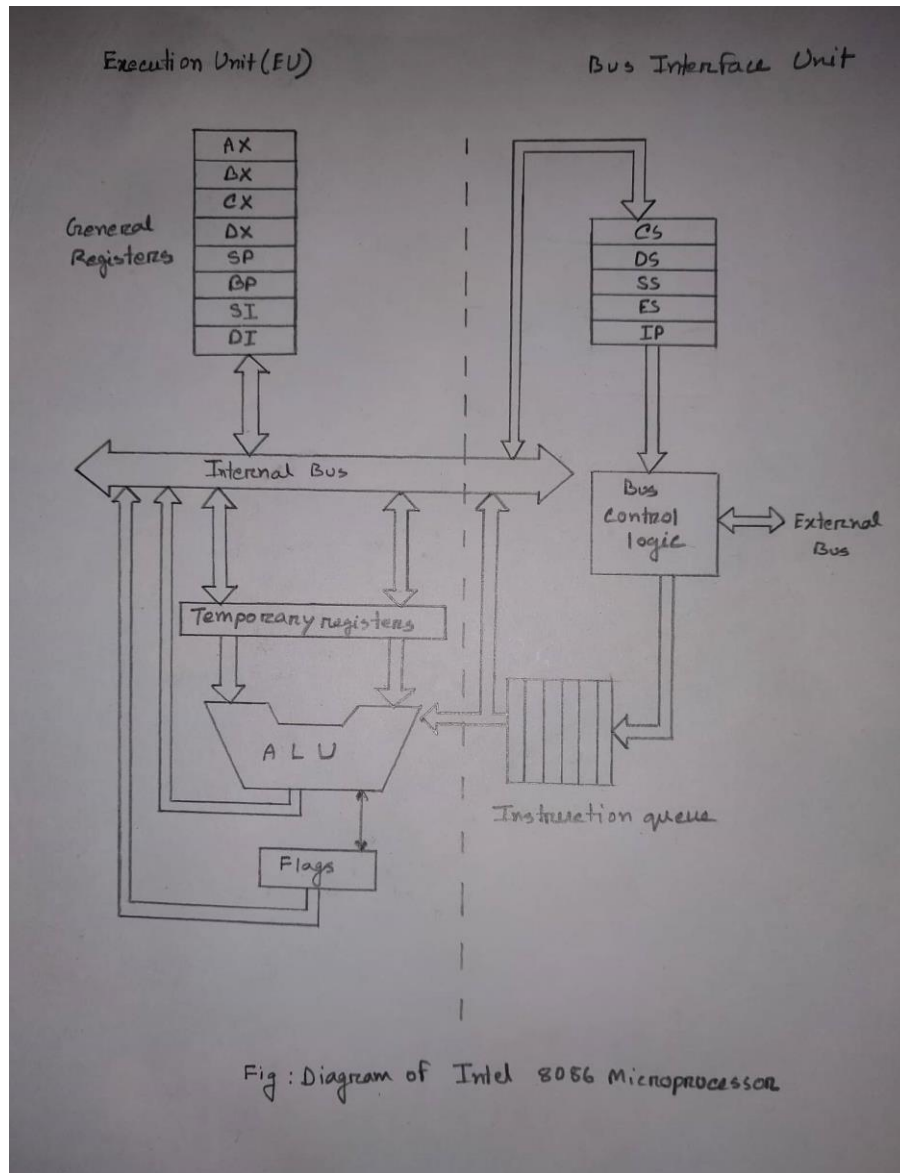 Execution Unit (EU)
Bus Interface Unit
General
Registers
AX
BX
CX
DX
SP
BP
SI
DI
CS
DS
SS
ES
IP
Internal Bus
Bus
Control
logic
External
Bus
Temporary registers
ALU
Instruction queue
Flags
Fig : Diagram of Intel 8086 Microprocessor